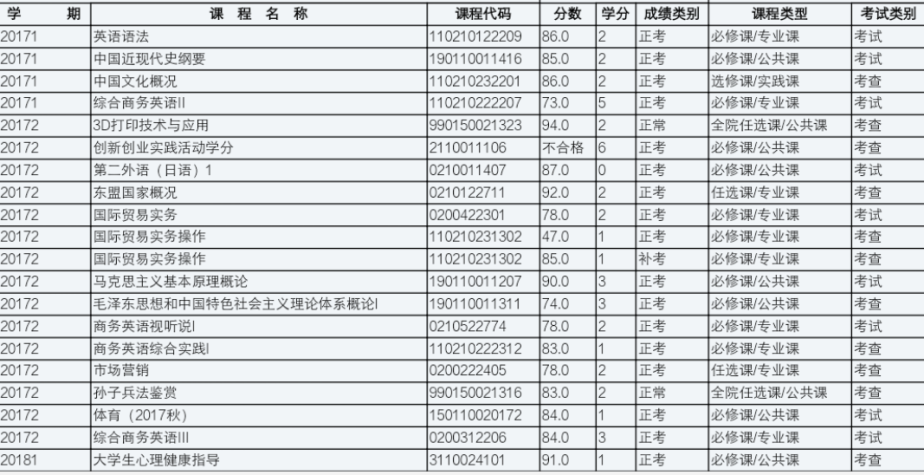 学 期 课 程 名 称 课程代码 分数 学分 成绩类别 课程类型 考试类别
20171 英语语法 110210122209 86.0 2 正考 必修课/专业课 考试
20171 中国近现代史纲要 190110011416 85.0 2 正考 必修课/公共课 考试
20171 中国文化概况 110210232201 86.0 2 正考 选修课/实践课 考查
20171 综合商务英语II 110210222207 73.0 5 正考 必修课/专业课 考试
20172 3D打印技术与应用 990150021323 94.0 2 正常 全院任选课/公共课 考查
20172 创新创业实践活动学分 2110011106 不合格 6 正考 必修课/公共课 考查
20172 第二外语（日语）1 0210011407 87.0 0 正考 必修课/公共课 考试
20172 东盟国家概况 0210122711 92.0 2 正考 任选课/专业课 考查
20172 国际贸易实务 0200422301 78.0 2 正考 必修课/专业课 考试
20172 国际贸易实务操作 110210231302 47.0 1 正考 必修课/专业课 考查
20172 国际贸易实务操作 110210231302 85.0 1 补考 必修课/专业课 考查
20172 马克思主义基本原理概论 190110011207 90.0 3 正考 必修课/公共课 考试
20172 毛泽东思想和中国特色社会主义理论体系概论I 190110011311 74.0 3 正考 必修课/公共课 考查
20172 商务英语视听说I 0210522774 78.0 2 正考 必修课/专业课 考试
20172 商务英语综合实践I 110210222312 83.0 1 正考 必修课/专业课 考查
20172 市场营销 0200222405 78.0 2 正考 任选课/专业课 考查
20172 孙子兵法鉴赏 990150021316 83.0 2 正常 全院任选课/公共课 考查
20172 体育（2017秋） 150110020172 84.0 1 正考 必修课/公共课 考试
20172 综合商务英语III 0200312206 84.0 3 正考 必修课/专业课 考试
20181 大学生心理健康指导 3110024101 91.0 1 正考 必修课/公共课 考查